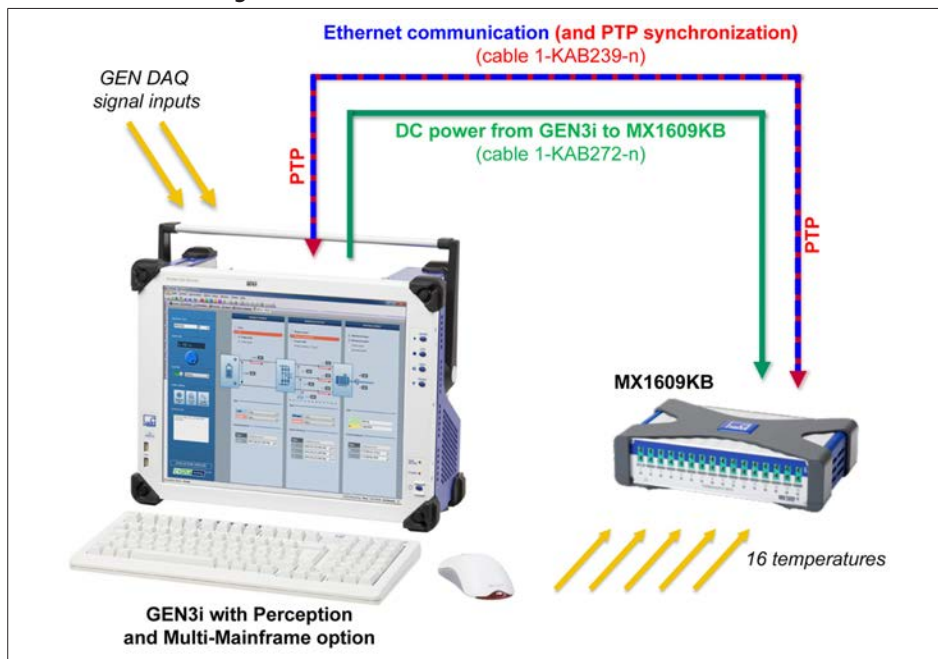 Ethernet communication (and PTP synchronization)
(cable 1-KAB239-n)
GEN DAQ
signal inputs
DC power from GEN3i to MX1609KB
(cable 1-KAB272-n)
PTP
PTP
MX1609KB
16 temperatures
GEN3i with Perception
and Multi-Mainframe option